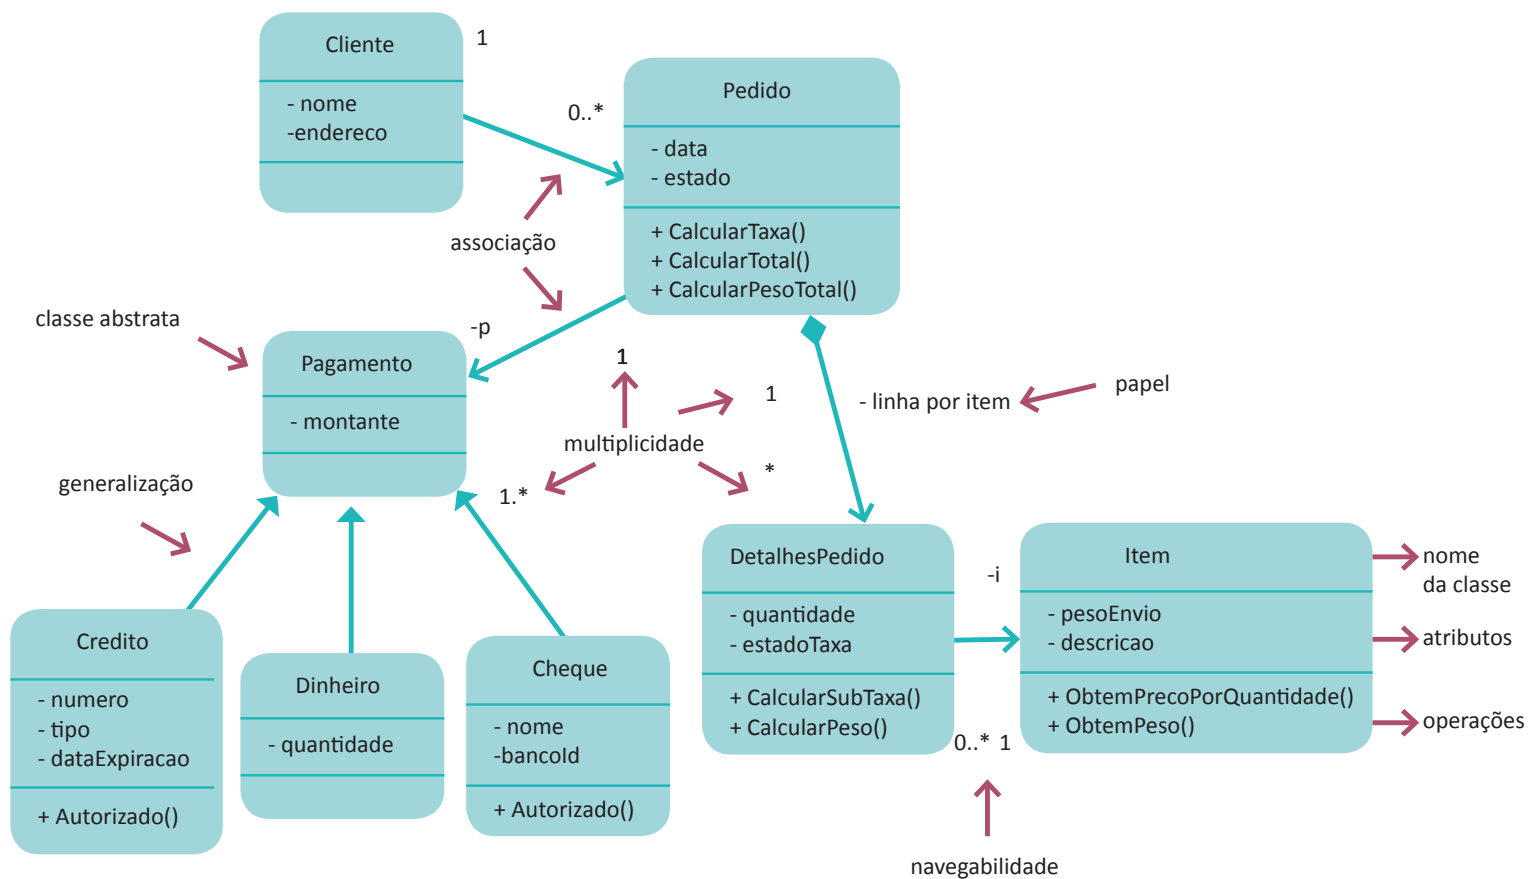 Cliente
- nome
-endereco
1
0..*
Pedido
- data
- estado
+ CalcularTaxa()
+ CalcularTotal()
+ CalcularPesoTotal()
associação
classe abstrata
-p
Pagamento
- montante
1
1
multiplicidade
1.*
*
- linha por item
papel
generalização
Credito
- numero
- tipo
- dataExpiracao
+ Autorizado()
Dinheiro
- quantidade
Cheque
- nome
-bancoId
+ Autorizado()
DetalhesPedido
- quantidade
- estadoTaxa
+ CalcularSubTaxa()
+ CalcularPeso()
-i
0..* 1
navegabilidade
Item
- pesoEnvio
- descricao
+ ObtemPrecoPorQuantidade()
+ ObtemPeso()
nome
da classe
atributos
operações